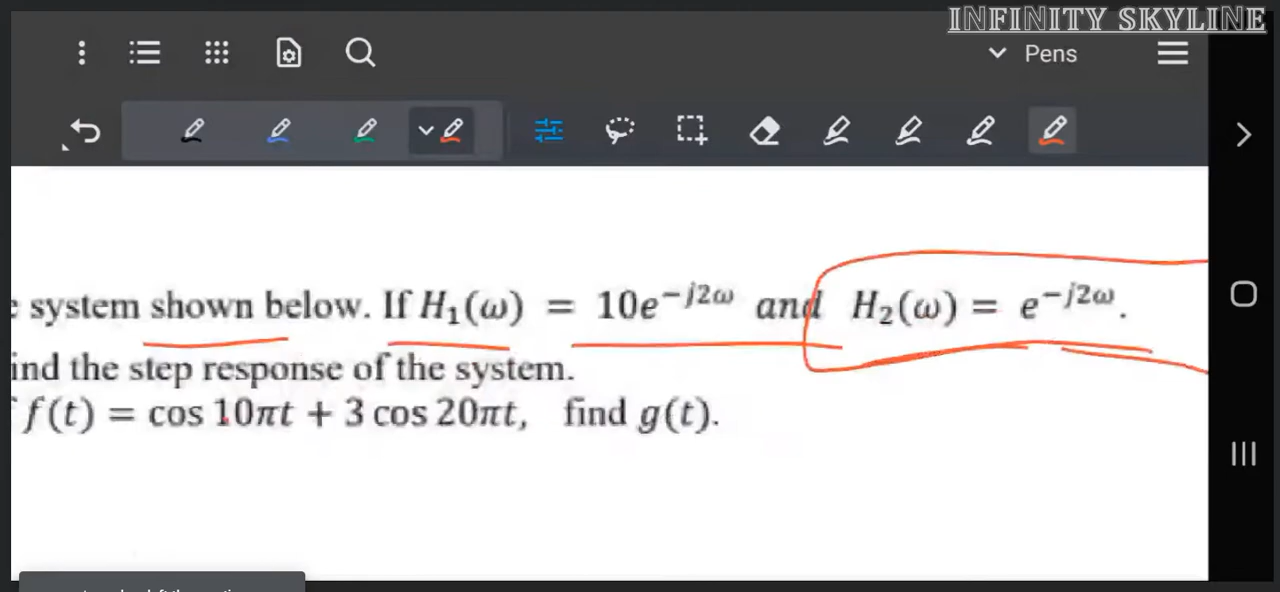 INFINITY SKYLINE
Pens
system shown below. If H₁(ω) = 10e^{-j2ω} and H₂(ω) = e^{-j2ω}.
ind the step response of the system.
f(t) = cos 10πt + 3 cos 20πt, find g(t).